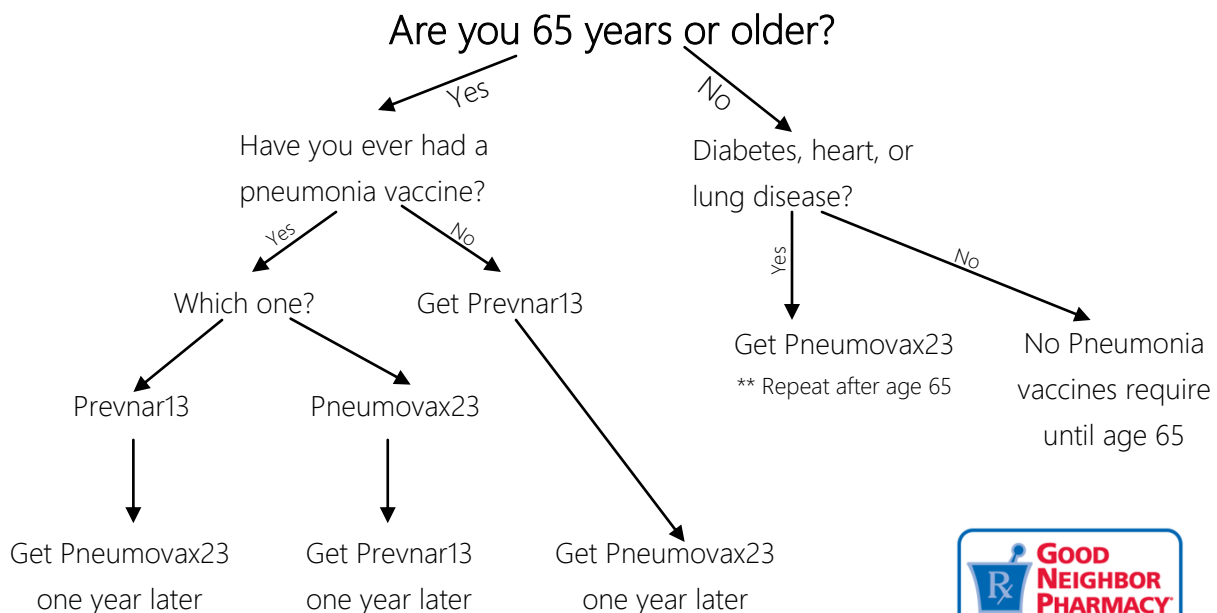 Are you 65 years or older?
Yes
No
Have you ever had a
pneumonia vaccine?
Diabetes, heart, or
lung disease?
Yes
No
Yes
No
Which one?
Get Prevnar13
Get Pneumovax23
** Repeat after age 65
No Pneumonia
vaccines require
until age 65
Prevnar13
Pneumovax23
Get Pneumovax23
one year later
Get Prevnar13
one year later
Get Pneumovax23
one year later
Rx
GOOD
NEIGHBOR
PHARMACY